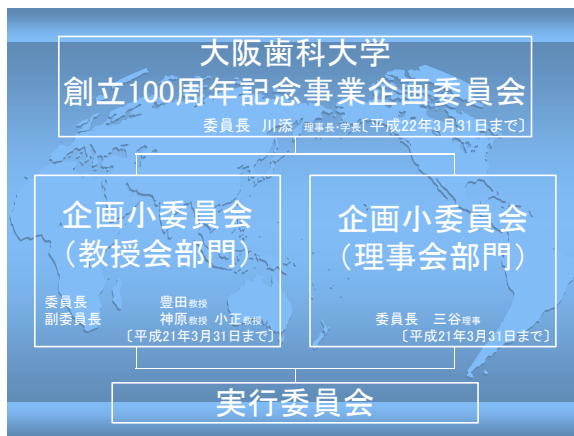 大阪歯科大学
創立100周年記念事業企画委員会
委員長 川添 理事長・学長〔平成22年3月31日まで〕
企画小委員会
（教授会部門）
委員長 豊田教授
副委員長 神原教授 小正教授
〔平成21年3月31日まで〕
企画小委員会
（理事会部門）
委員長 三谷理事
〔平成21年3月31日まで〕
実行委員会